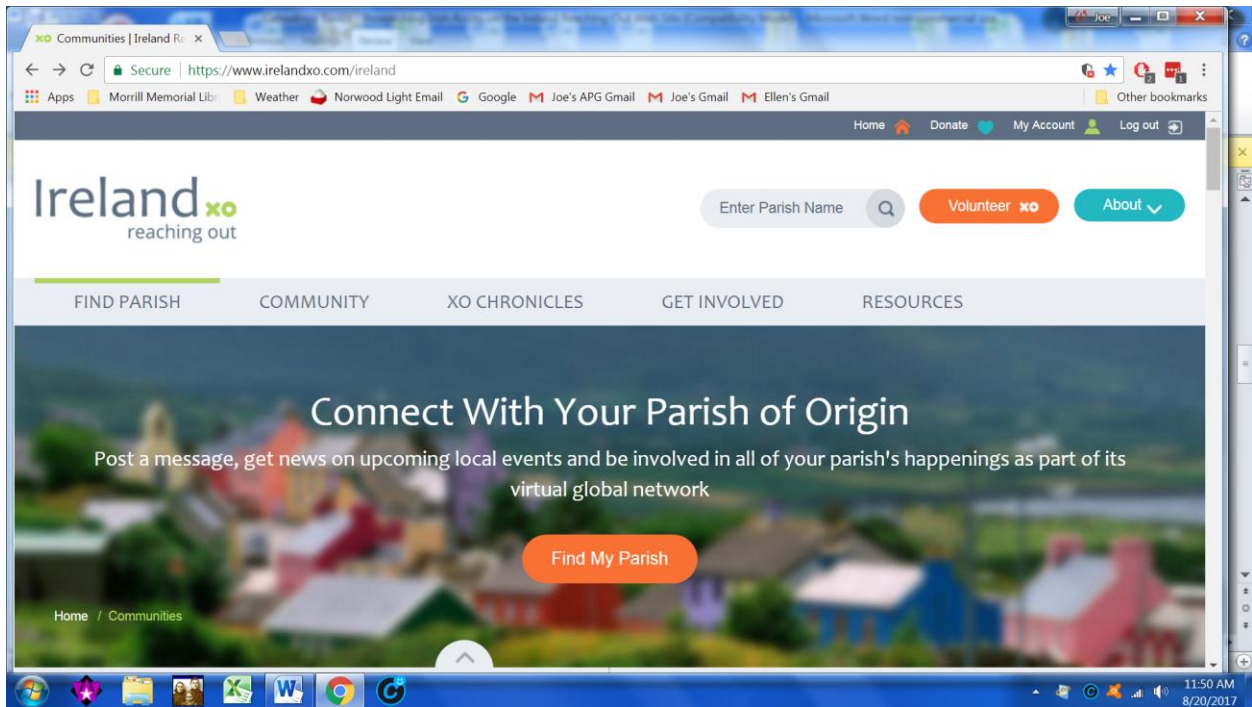 Joe
xo Communities | Ireland Re
Secure | https://www.irelandxo.com/ireland
2 1
Apps Morrill Memorial Libr Weather Norwood Light Email G Google M Joe's APG Gmail M Joe's Gmail M Ellen's Gmail Other bookmarks
Home Donate My Account Log out
Ireland xo
reaching out
Enter Parish Name Volunteer xo About
FIND PARISH COMMUNITY XO CHRONICLES GET INVOLVED RESOURCES
Connect With Your Parish of Origin
Post a message, get news on upcoming local events and be involved in all of your parish's happenings as part of its
virtual global network
Find My Parish
Home / Communities
11:50 AM
8/20/2017